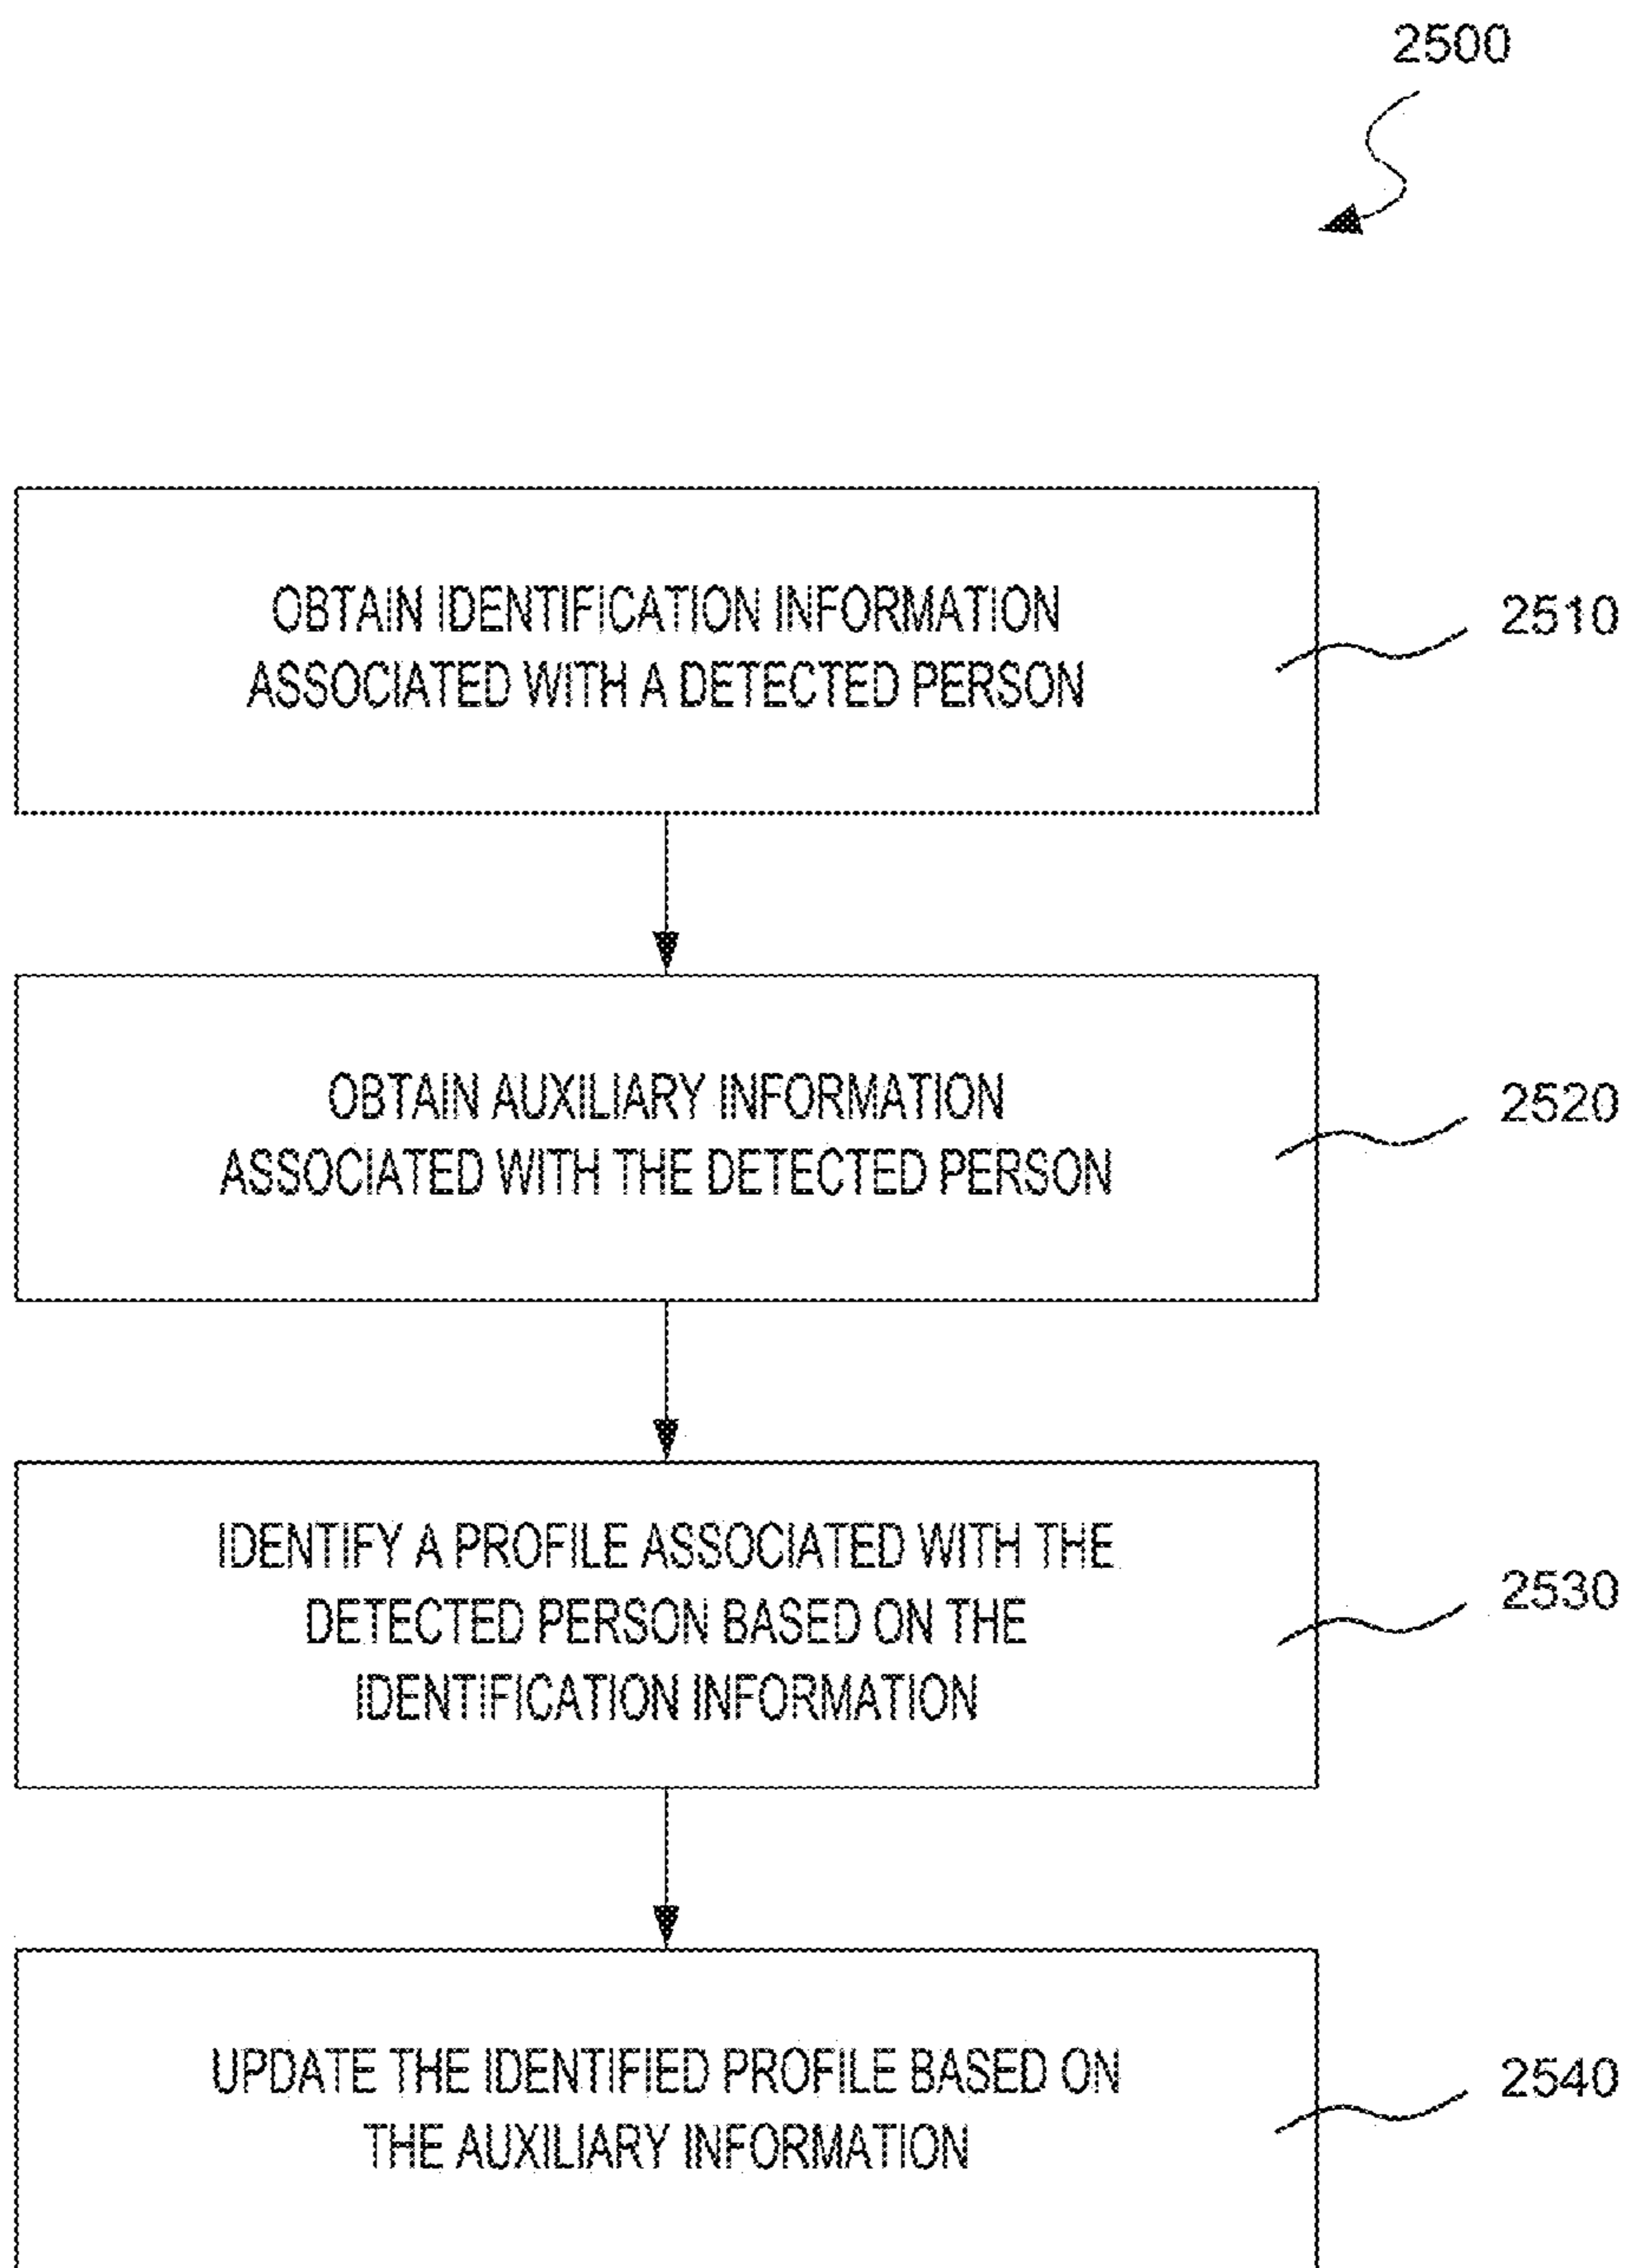 2500
OBTAIN IDENTIFICATION INFORMATION
ASSOCIATED WITH A DETECTED PERSON
2510
OBTAIN AUXILIARY INFORMATION
ASSOCIATED WITH THE DETECTED PERSON
2520
IDENTIFY A PROFILE ASSOCIATED WITH THE
DETECTED PERSON BASED ON THE
IDENTIFICATION INFORMATION
2530
UPDATE THE IDENTIFIED PROFILE BASED ON
THE AUXILIARY INFORMATION
2540